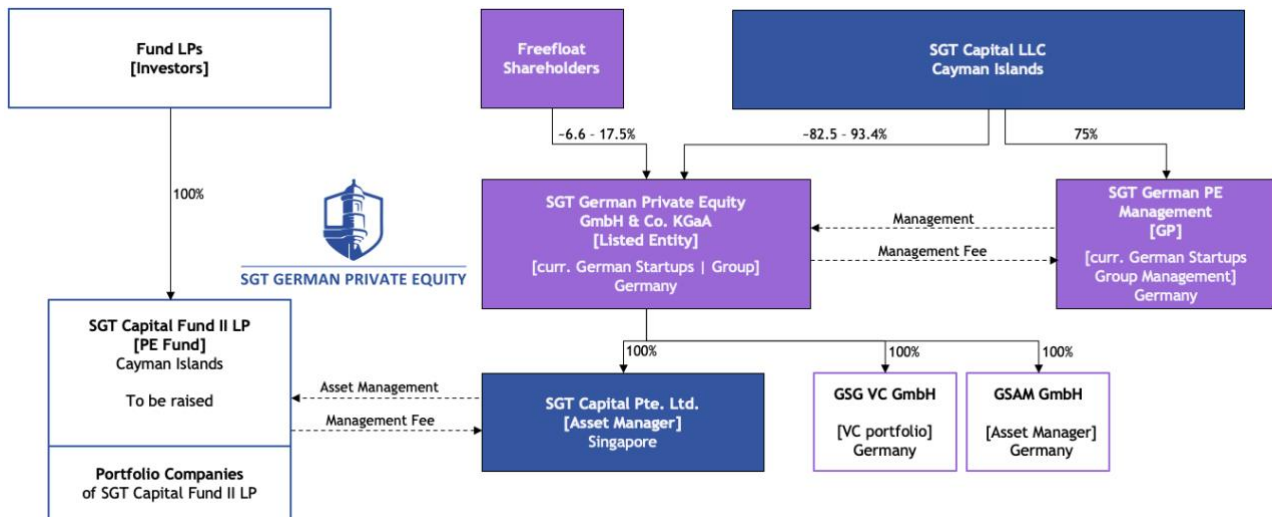 Fund LPs
[Investors]
Freefloat
Shareholders
SGT Capital LLC
Cayman Islands
~6.6 - 17.5%
~82.5 - 93.4%
75%
100%
SGT GERMAN PRIVATE EQUITY
SGT German Private Equity
GmbH & Co. KGaA
[Listed Entity]
[curr. German Startups | Group]
Germany
Management
Management Fee
SGT German PE
Management
[GP]
[curr. German Startups
Group Management]
Germany
SGT Capital Fund II LP
[PE Fund]
Cayman Islands
To be raised
Portfolio Companies
of SGT Capital Fund II LP
Asset Management
Management Fee
100%
100%
100%
SGT Capital Pte. Ltd.
[Asset Manager]
Singapore
GSG VC GmbH
[VC portfolio]
Germany
GSAM GmbH
[Asset Manager]
Germany